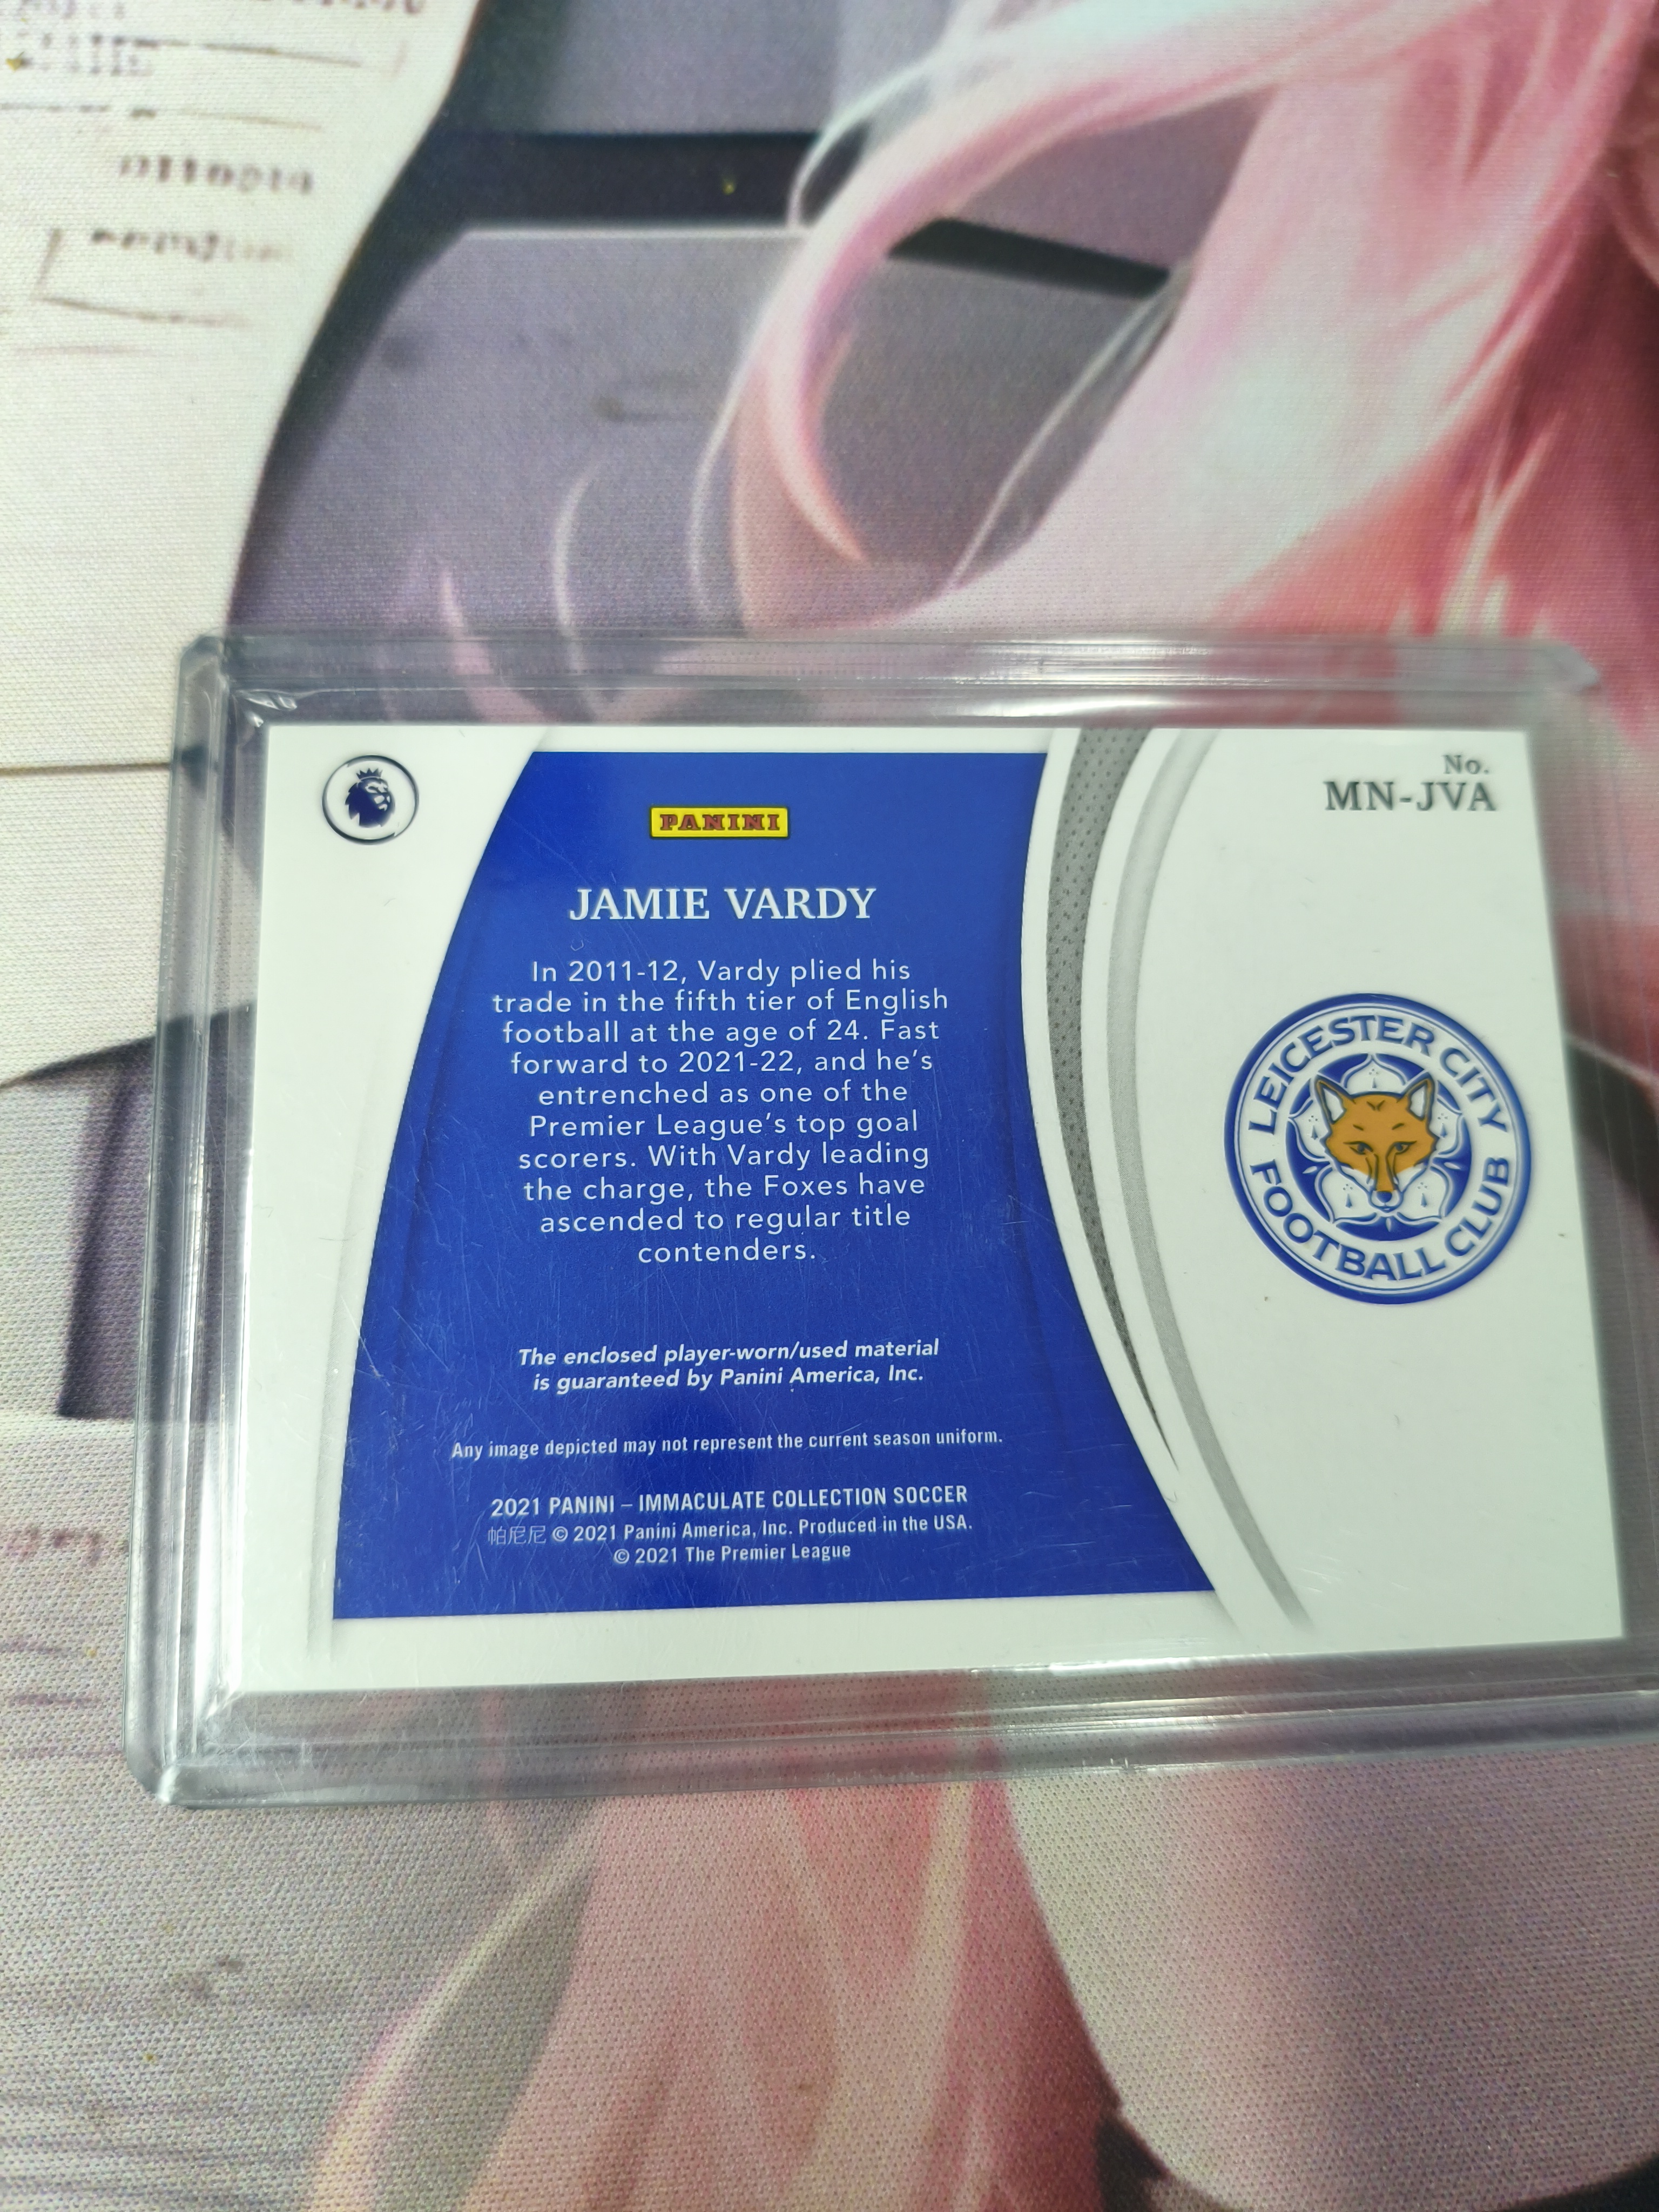 No.
MN-JVA
PANINI
JAMIE VARDY
In 2011-12, Vardy plied his
trade in the fifth tier of English
football at the age of 24. Fast
forward to 2021-22, and he's
entrenched as one of the
Premier League's top goal
scorers. With Vardy leading
the charge, the Foxes have
ascended to regular title
contenders.
The enclosed player-worn/used material
is guaranteed by Panini America, Inc.
Any image depicted may not represent the current season uniform.
2021 PANINI – IMMACULATE COLLECTION SOCCER
帕尼尼 © 2021 Panini America, Inc. Produced in the USA.
© 2021 The Premier League
LEICESTER CITY
FOOTBALL CLUB